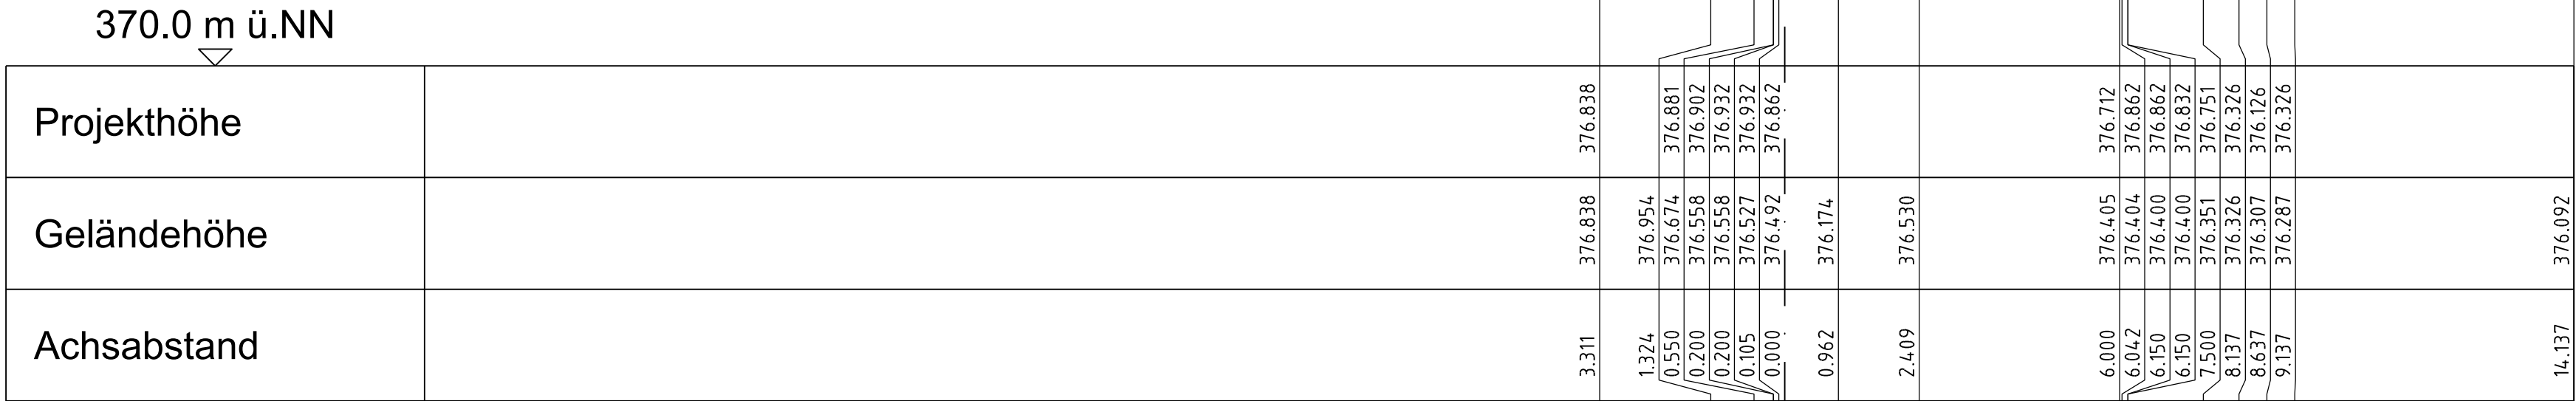 370.0 m ü.NN
Projekthöhe 376.838 376.881 376.902 376.932 376.932 376.862 376.712 376.862 376.862 376.832 376.751 376.326 376.126 376.326
Geländehöhe 376.838 376.954 376.674 376.558 376.558 376.527 376.492 376.174 376.530 376.405 376.404 376.400 376.400 376.351 376.326 376.307 376.287 376.092
Achsabstand 3.311 1.324 0.550 0.200 0.200 0.105 0.000 0.962 2.409 6.000 6.042 6.150 6.150 7.500 8.137 8.637 9.137 14.137